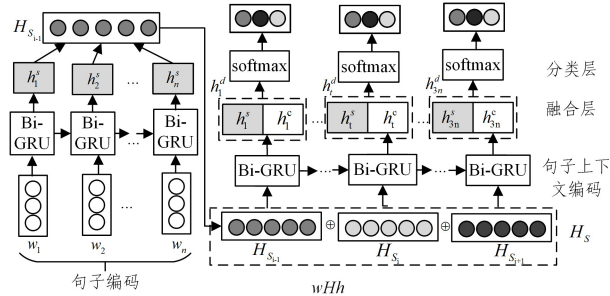 H_{S_{i-1}}
softmax softmax softmax 分类层
h_1^s h_2^s ... h_n^s
h_1^d h_t^d h_{3n}^d
h_1^s h_1^c ... h_t^s h_t^c ... h_{3n}^s h_{3n}^c 融合层
Bi-GRU Bi-GRU ... Bi-GRU
Bi-GRU ... Bi-GRU ... Bi-GRU 句子上下文编码
...
w_1 w_2 w_n
H_{S_{i-1}} ⊕ H_{S_i} ⊕ H_{S_{i+1}} H_S
句子编码
wHh